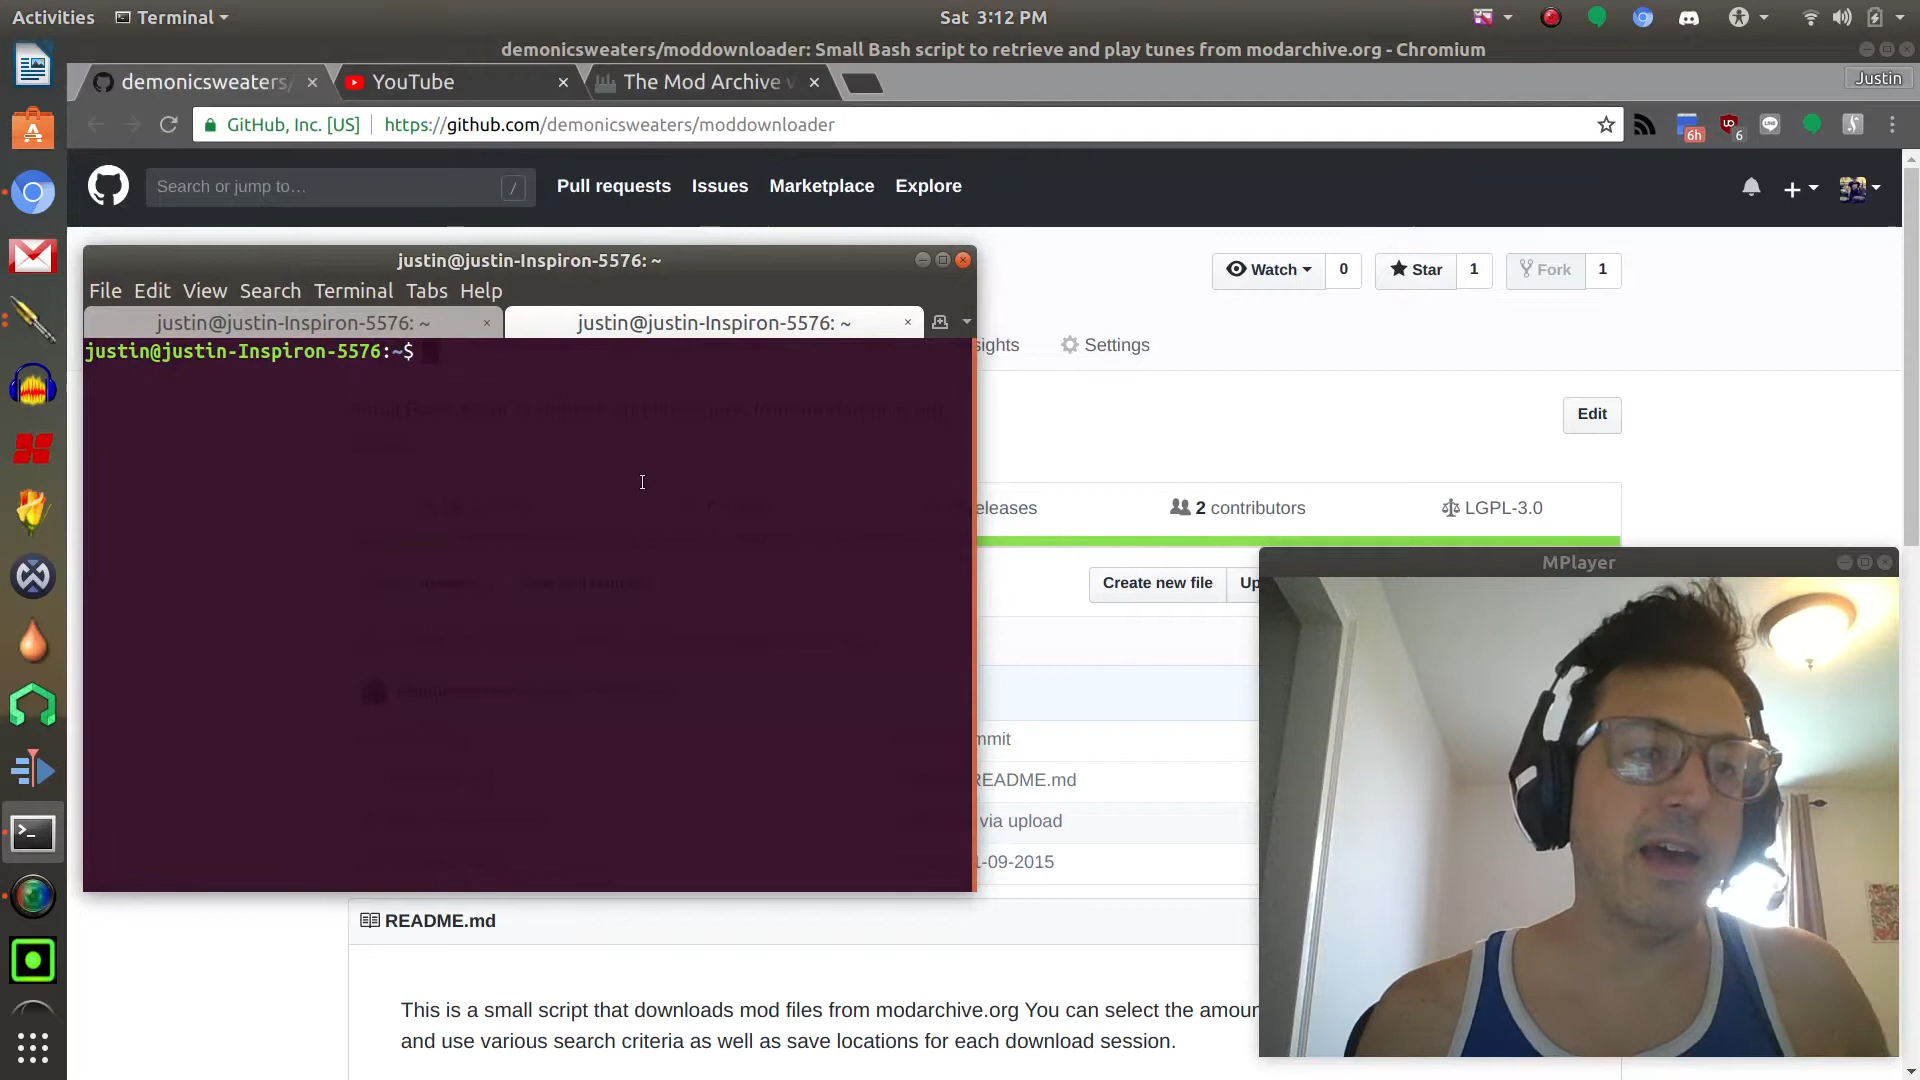 Activities
Terminal
Sat 3:12 PM
demonicsweaters/moddownloader: Small Bash script to retrieve and play tunes from modarchive.org - Chromium
demonicsweaters/
YouTube
The Mod Archive
Justin
GitHub, Inc. [US]
https://github.com/demonicsweaters/moddownloader
6h
6
Search or jump to…
/
Pull requests
Issues
Marketplace
Explore
justin@justin-Inspiron-5576: ~
Watch
0
Star
1
Fork
1
File Edit View Search Terminal Tabs Help
justin@justin-Inspiron-5576: ~
justin@justin-Inspiron-5576: ~
justin@justin-Inspiron-5576:~$
sights
Settings
Edit
eleases
2 contributors
LGPL-3.0
MPlayer
Create new file
Up
mmit
README.md
via upload
1-09-2015
README.md
This is a small script that downloads mod files from modarchive.org You can select the amoun
and use various search criteria as well as save locations for each download session.